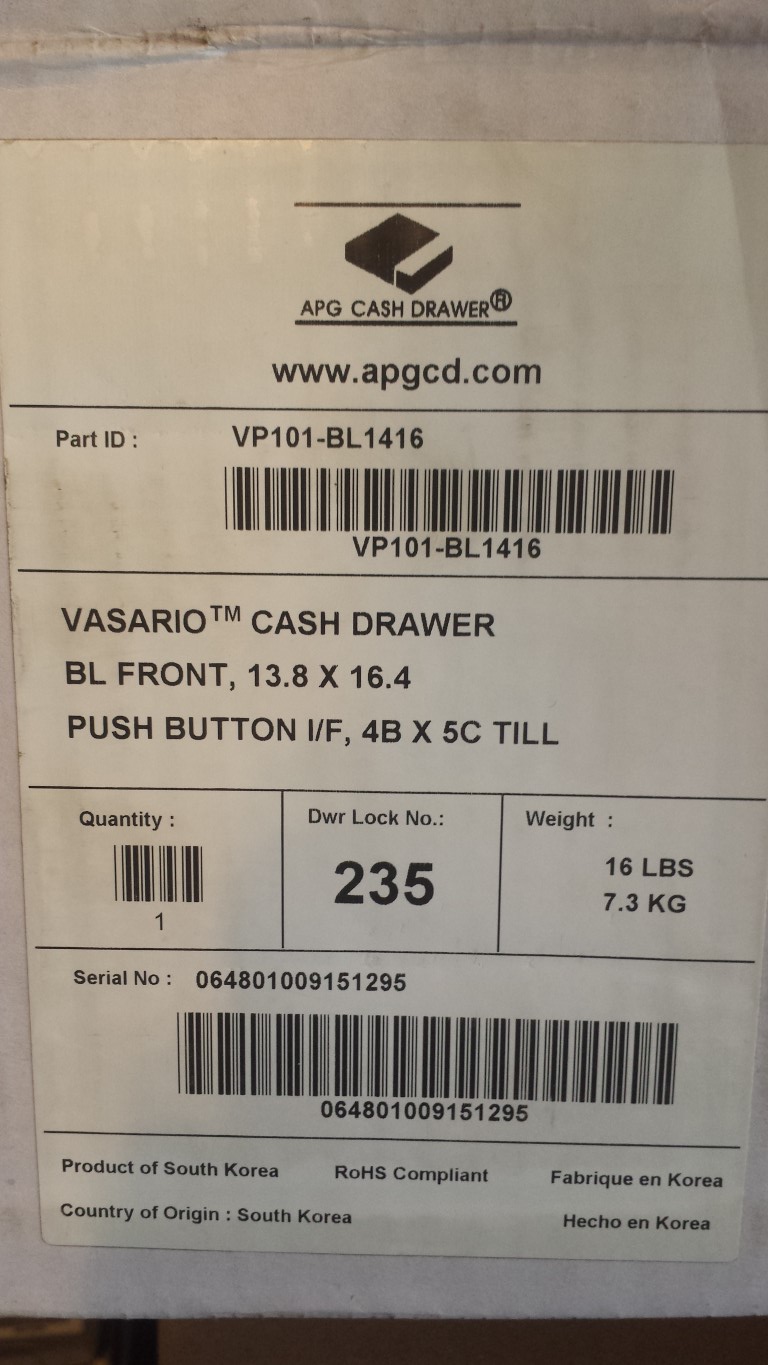 APG CASH DRAWER®
www.apgcd.com
Part ID : VP101-BL1416
VP101-BL1416
VASARIO™ CASH DRAWER
BL FRONT, 13.8 X 16.4
PUSH BUTTON I/F, 4B X 5C TILL
Quantity : Dwr Lock No.: Weight :
235 16 LBS
7.3 KG
1
Serial No : 064801009151295
064801009151295
Product of South Korea RoHS Compliant Fabrique en Korea
Country of Origin : South Korea Hecho en Korea